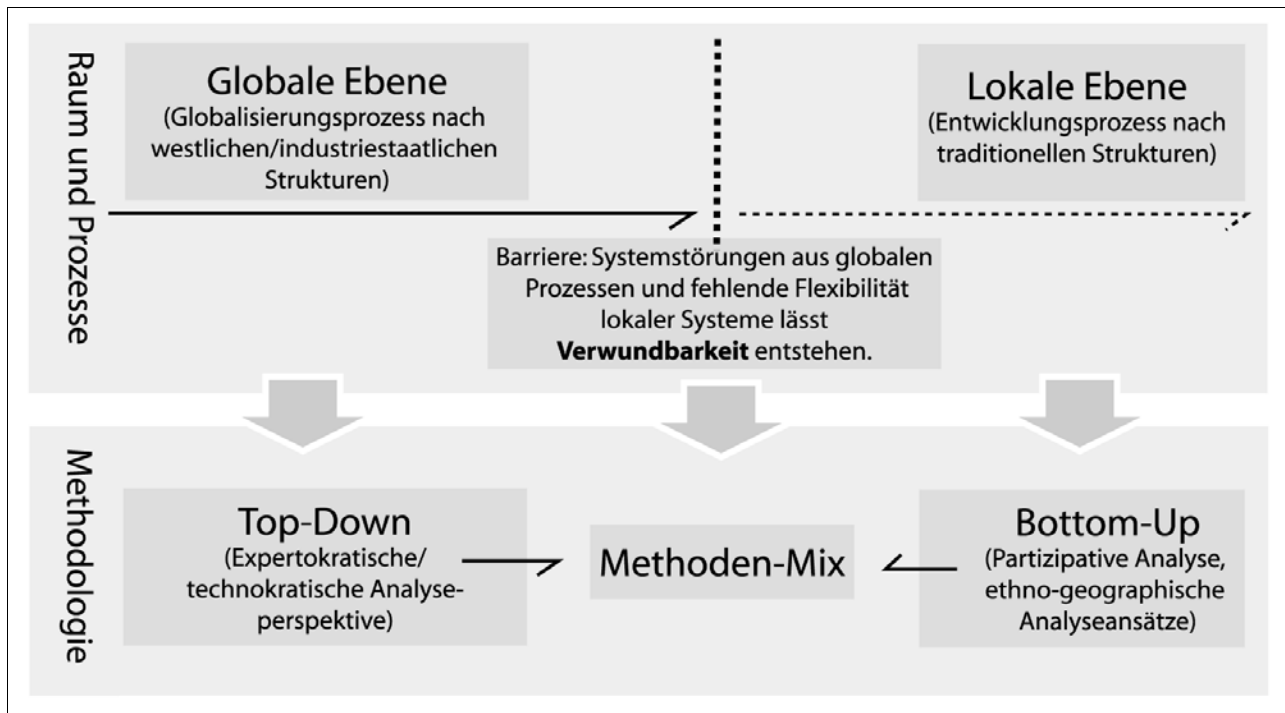 Raum und Prozesse
Globale Ebene
(Globalisierungsprozess nach
westlichen/industriestaatlichen
Strukturen)
Lokale Ebene
(Entwicklungsprozess nach
traditionellen Strukturen)
Barriere: Systemstörungen aus globalen
Prozessen und fehlende Flexibilität
lokaler Systeme lässt
Verwundbarkeit entstehen.
Methodologie
Top-Down
(Expertokratische/
technokratische Analyse-
perspektive)
Methoden-Mix
Bottom-Up
(Partizipative Analyse,
ethno-geographische
Analyseansätze)